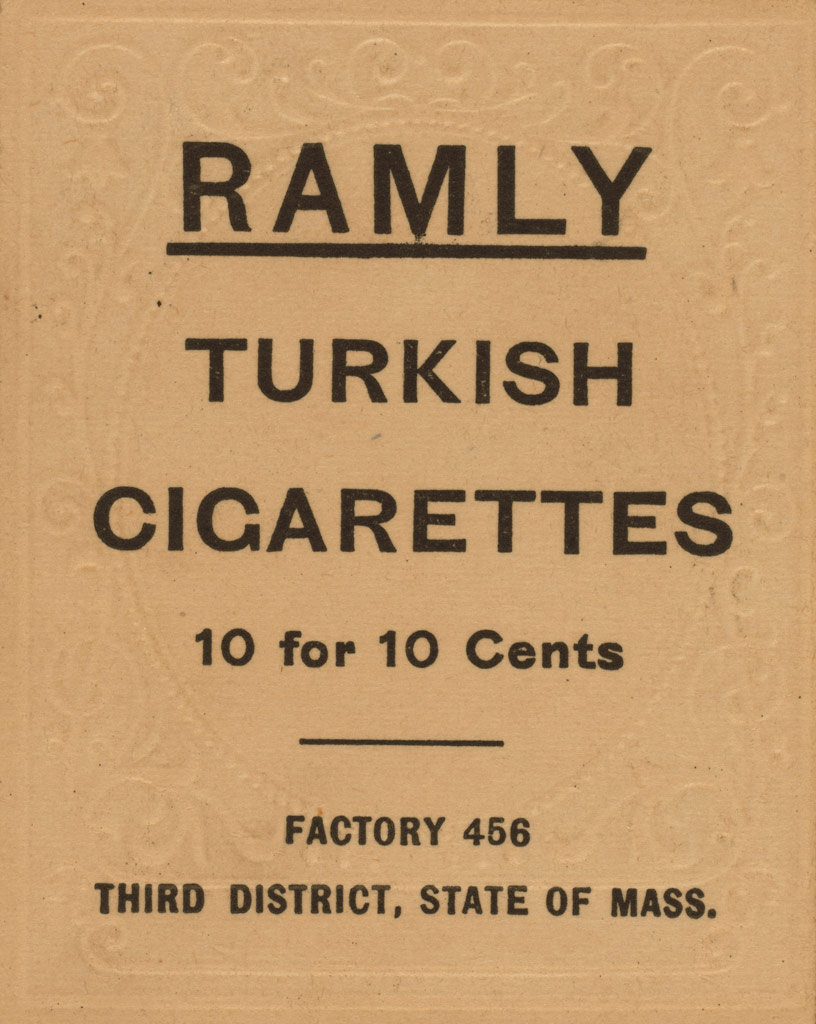 RAMLY
TURKISH
CIGARETTES
10 for 10 Cents
FACTORY 456
THIRD DISTRICT, STATE OF MASS.